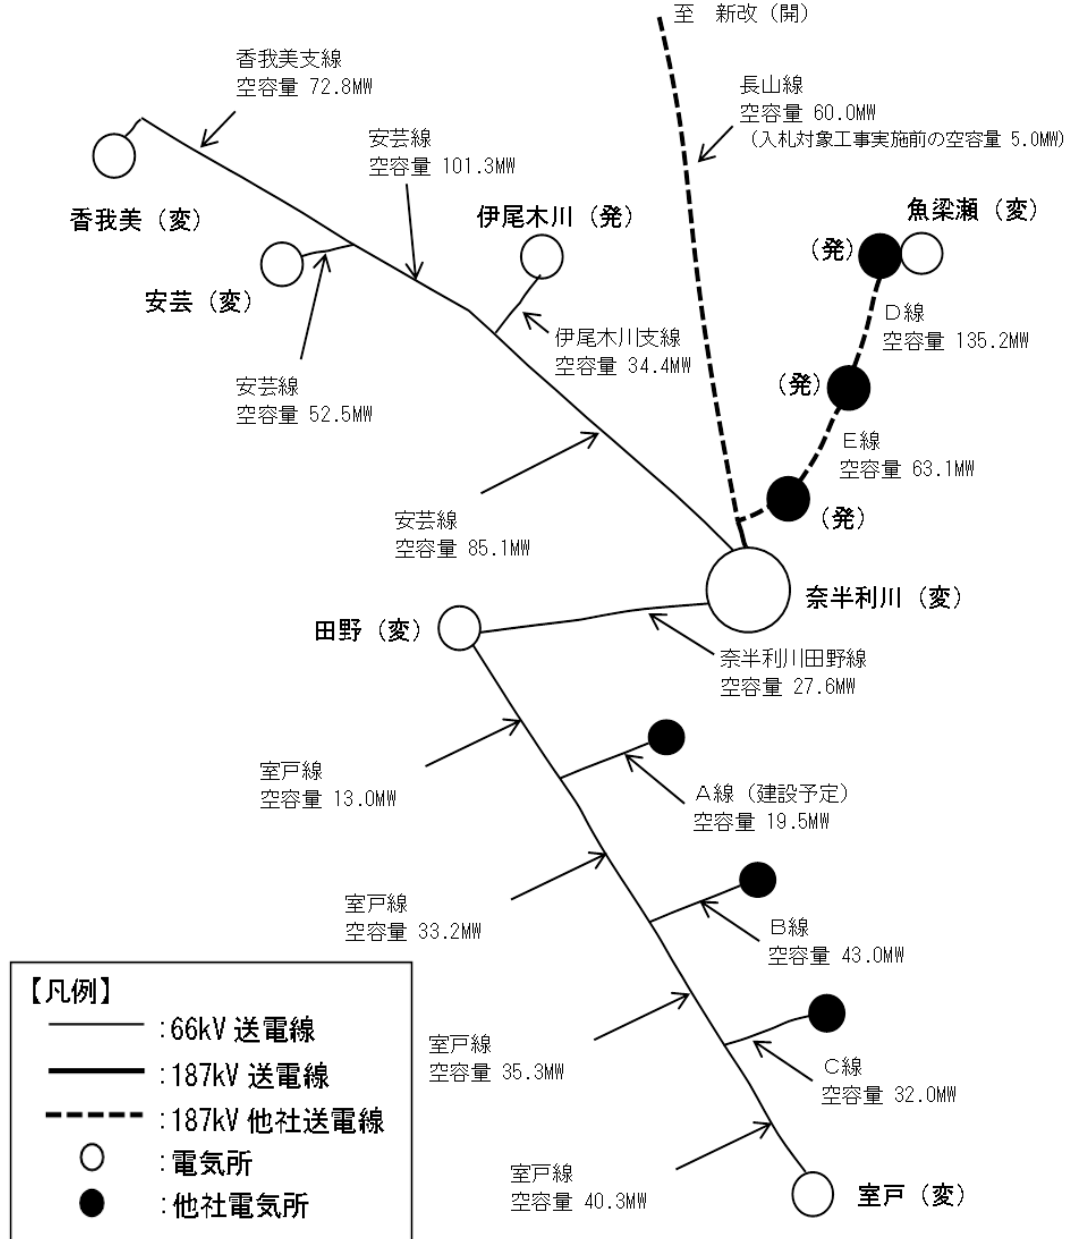 至　新改（開）
香我美支線
空容量 72.8MW
長山線
空容量 60.0MW
（入札対象工事実施前の空容量 5.0MW）
安芸線
空容量 101.3MW
香我美（変）
伊尾木川（発）
魚梁瀬（変）
（発）
安芸（変）
D線
空容量 135.2MW
伊尾木川支線
空容量 34.4MW
安芸線
空容量 52.5MW
（発）
E線
空容量 63.1MW
安芸線
空容量 85.1MW
（発）
奈半利川（変）
田野（変）
奈半利川田野線
空容量 27.6MW
室戸線
空容量 13.0MW
A線（建設予定）
空容量 19.5MW
室戸線
空容量 33.2MW
B線
空容量 43.0MW
室戸線
空容量 35.3MW
C線
空容量 32.0MW
室戸線
空容量 40.3MW
室戸（変）
【凡例】
：66kV 送電線
：187kV 送電線
：187kV 他社送電線
：電気所
：他社電気所